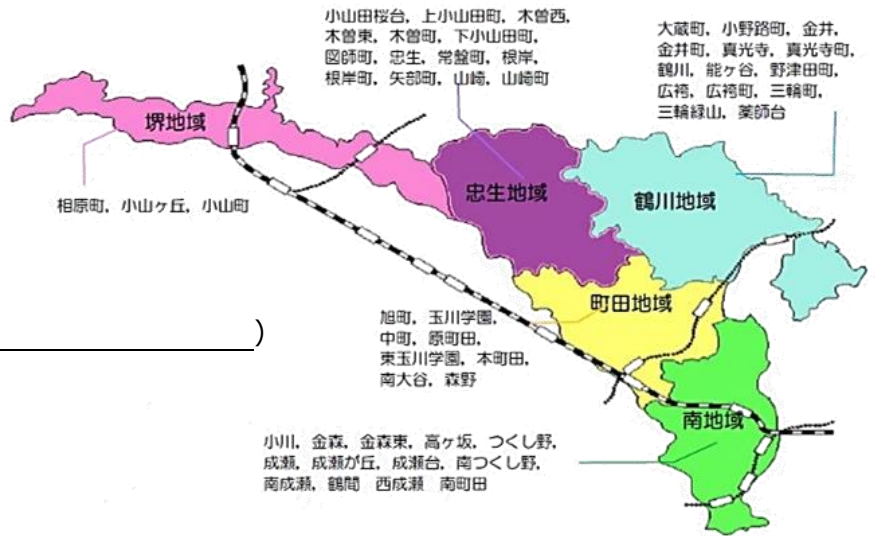 小山田桜台，上小山田町，木曽西，
木曽東，木曽町，下小山田町，
図師町，忠生，常盤町，根岸，
根岸町，矢部町，山崎，山崎町
大蔵町，小野路町，金井，
金井町，真光寺，真光寺町，
鶴川，能ヶ谷，野津田町，
広袴，広袴町，三輪町，
三輪緑山，薬師台
堺地域
忠生地域
鶴川地域
相原町，小山ヶ丘，小山町
町田地域
旭町，玉川学園，
中町，原町田，
東玉川学園，本町田，
南大谷，森野
)
南地域
小川，金森，金森東，高ヶ坂，つくし野，
成瀬，成瀬が丘，成瀬台，南つくし野，
南成瀬，鶴間　西成瀬　南町田